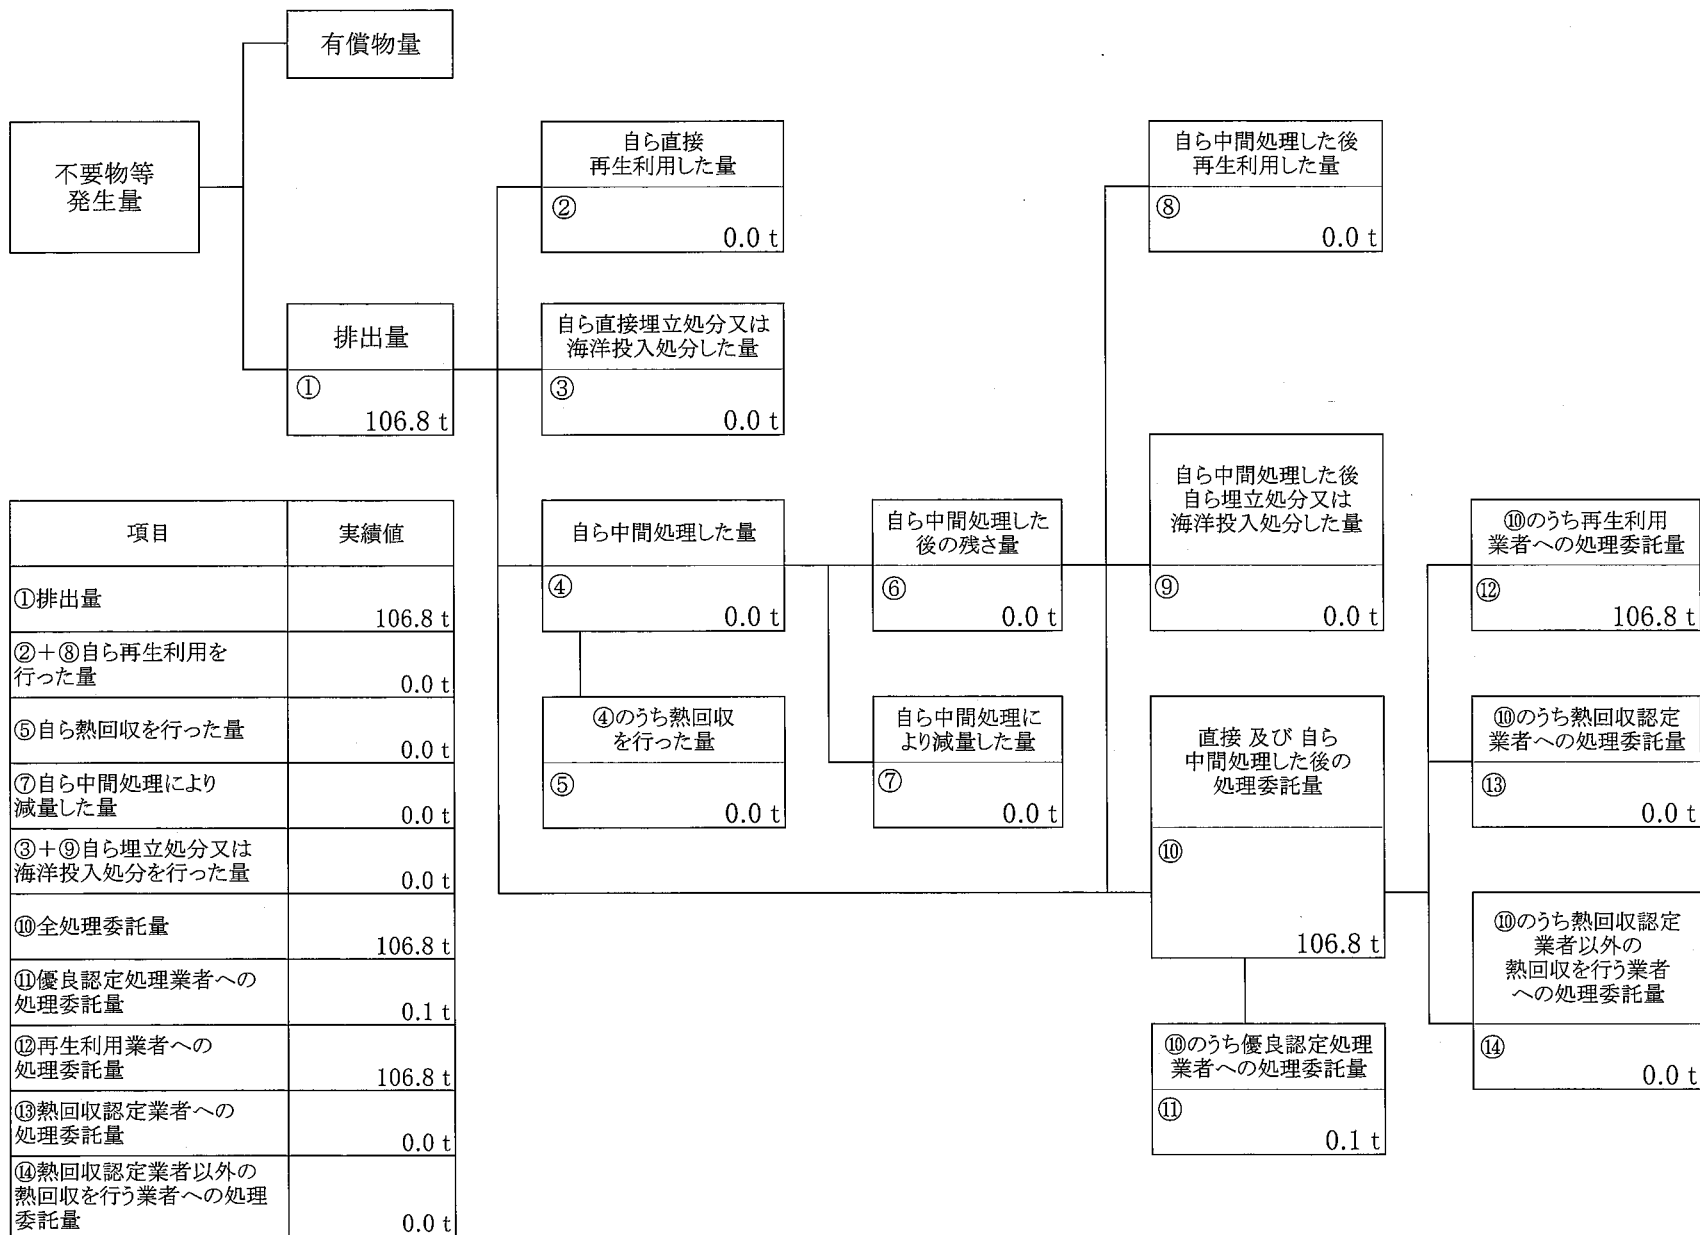 有償物量
不要物等
発生量
排出量
①
106.8 t
自ら直接
再生利用した量
②
0.0 t
自ら直接埋立処分又は
海洋投入処分した量
③
0.0 t
自ら中間処理した量
④
0.0 t
④のうち熱回収
を行った量
⑤
0.0 t
自ら中間処理した
後の残さ量
⑥
0.0 t
自ら中間処理に
より減量した量
⑦
0.0 t
自ら中間処理した後
再生利用した量
⑧
0.0 t
自ら中間処理した後
自ら埋立処分又は
海洋投入処分した量
⑨
0.0 t
直接 及び 自ら
中間処理した後の
処理委託量
⑩
106.8 t
⑩のうち優良認定処理
業者への処理委託量
⑪
0.1 t
⑩のうち再生利用
業者への処理委託量
⑫
106.8 t
⑩のうち熱回収認定
業者への処理委託量
⑬
0.0 t
⑩のうち熱回収認定
業者以外の
熱回収を行う業者
への処理委託量
⑭
0.0 t
項目 実績値
①排出量
106.8 t
②+⑧自ら再生利用を
行った量
0.0 t
⑤自ら熱回収を行った量
0.0 t
⑦自ら中間処理により
減量した量
0.0 t
③+⑨自ら埋立処分又は
海洋投入処分を行った量
0.0 t
⑩全処理委託量
106.8 t
⑪優良認定処理業者への
処理委託量
0.1 t
⑫再生利用業者への
処理委託量
106.8 t
⑬熱回収認定業者への
処理委託量
0.0 t
⑭熱回収認定業者以外の
熱回収を行う業者への処理
委託量
0.0 t